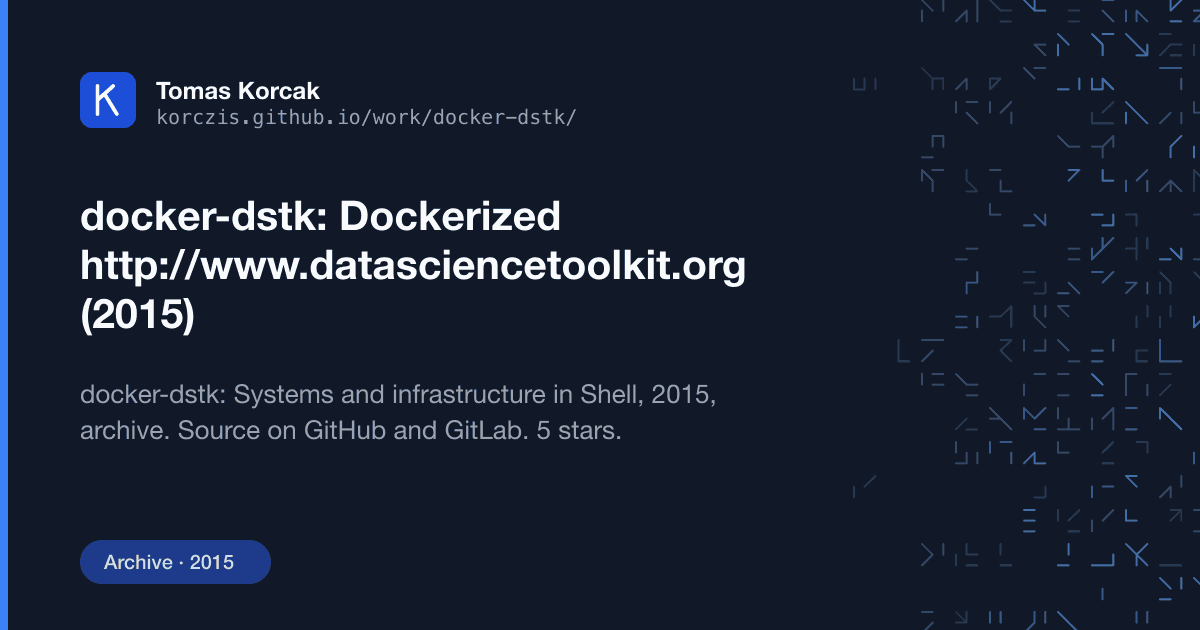 K
Tomas Korcak
korczis.github.io/work/docker-dstk/
docker-dstk: Dockerized
http://www.datasciencetoolkit.org
(2015)
docker-dstk: Systems and infrastructure in Shell, 2015,
archive. Source on GitHub and GitLab. 5 stars.
Archive · 2015